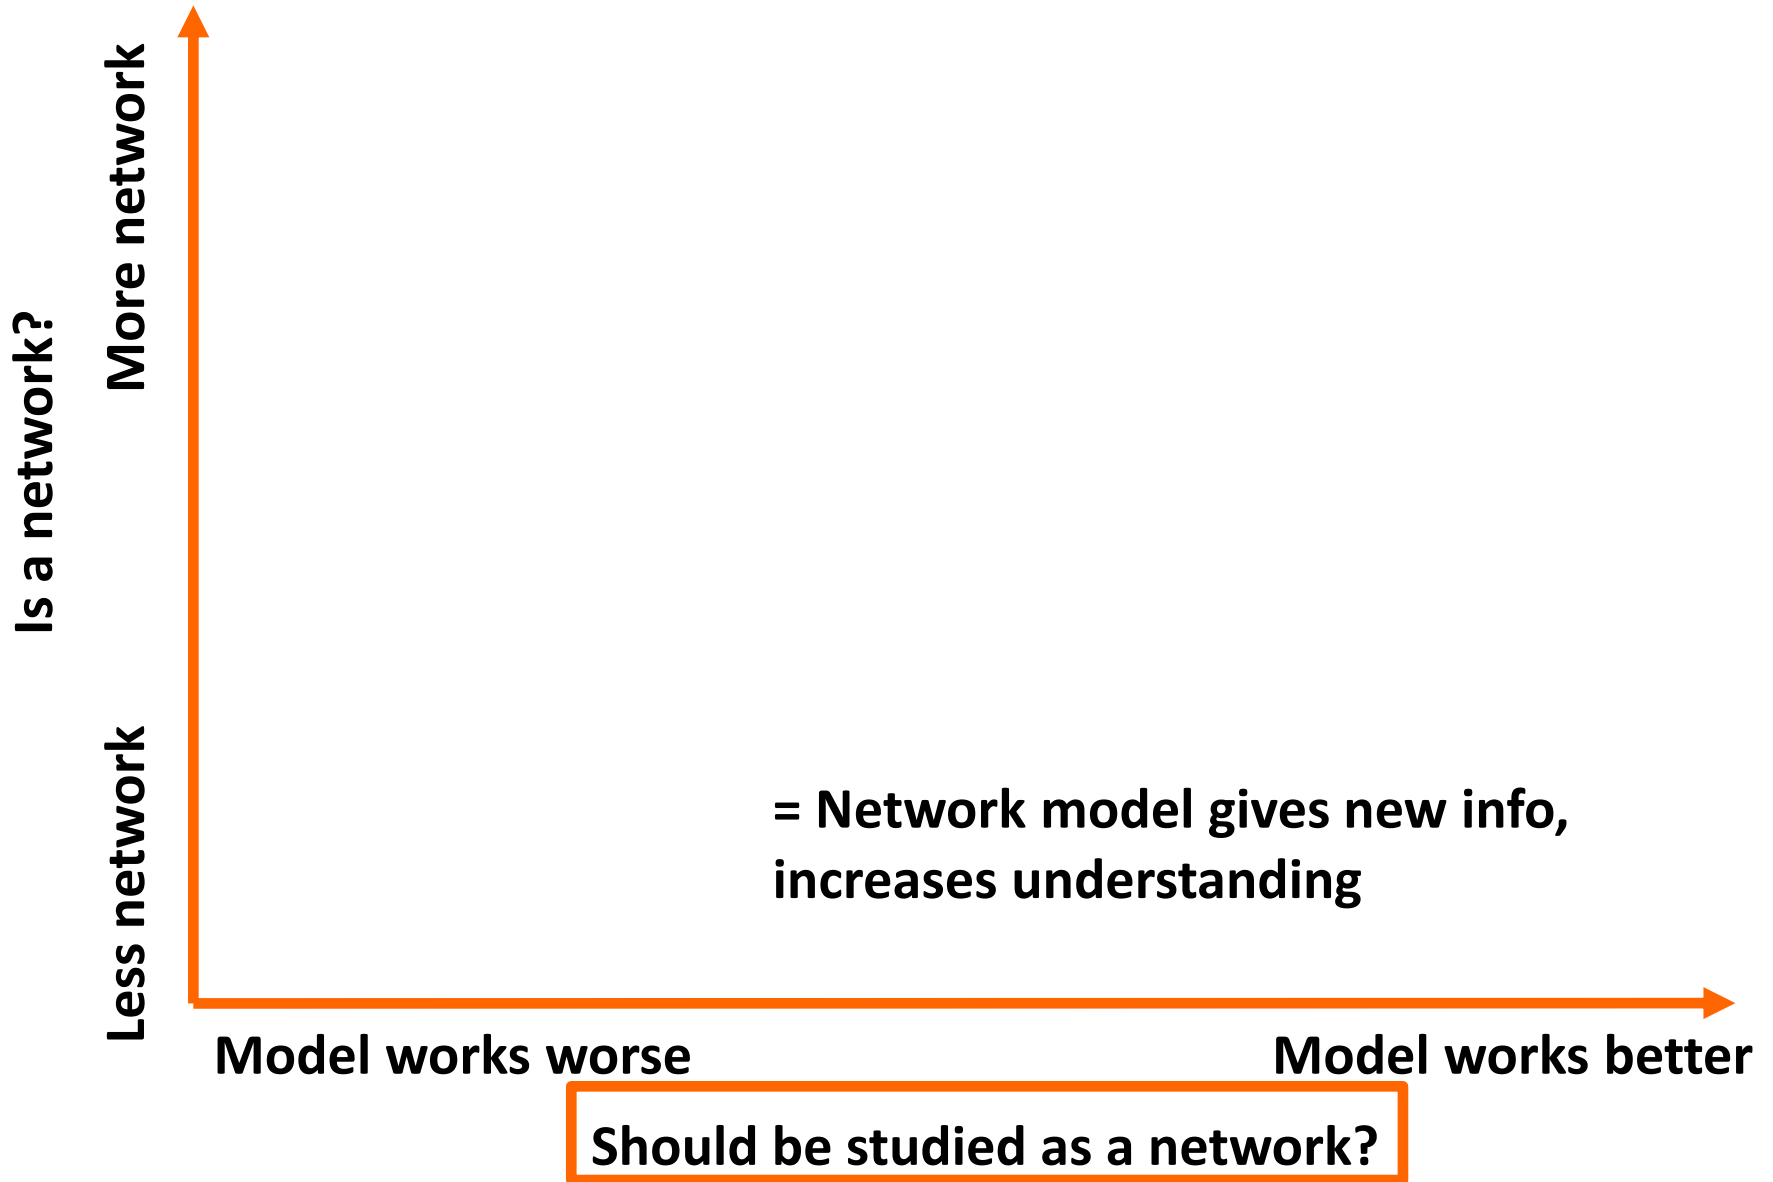 Is a network?
More network
Less network
= Network model gives new info,
increases understanding
Model works worse
Model works better
Should be studied as a network?